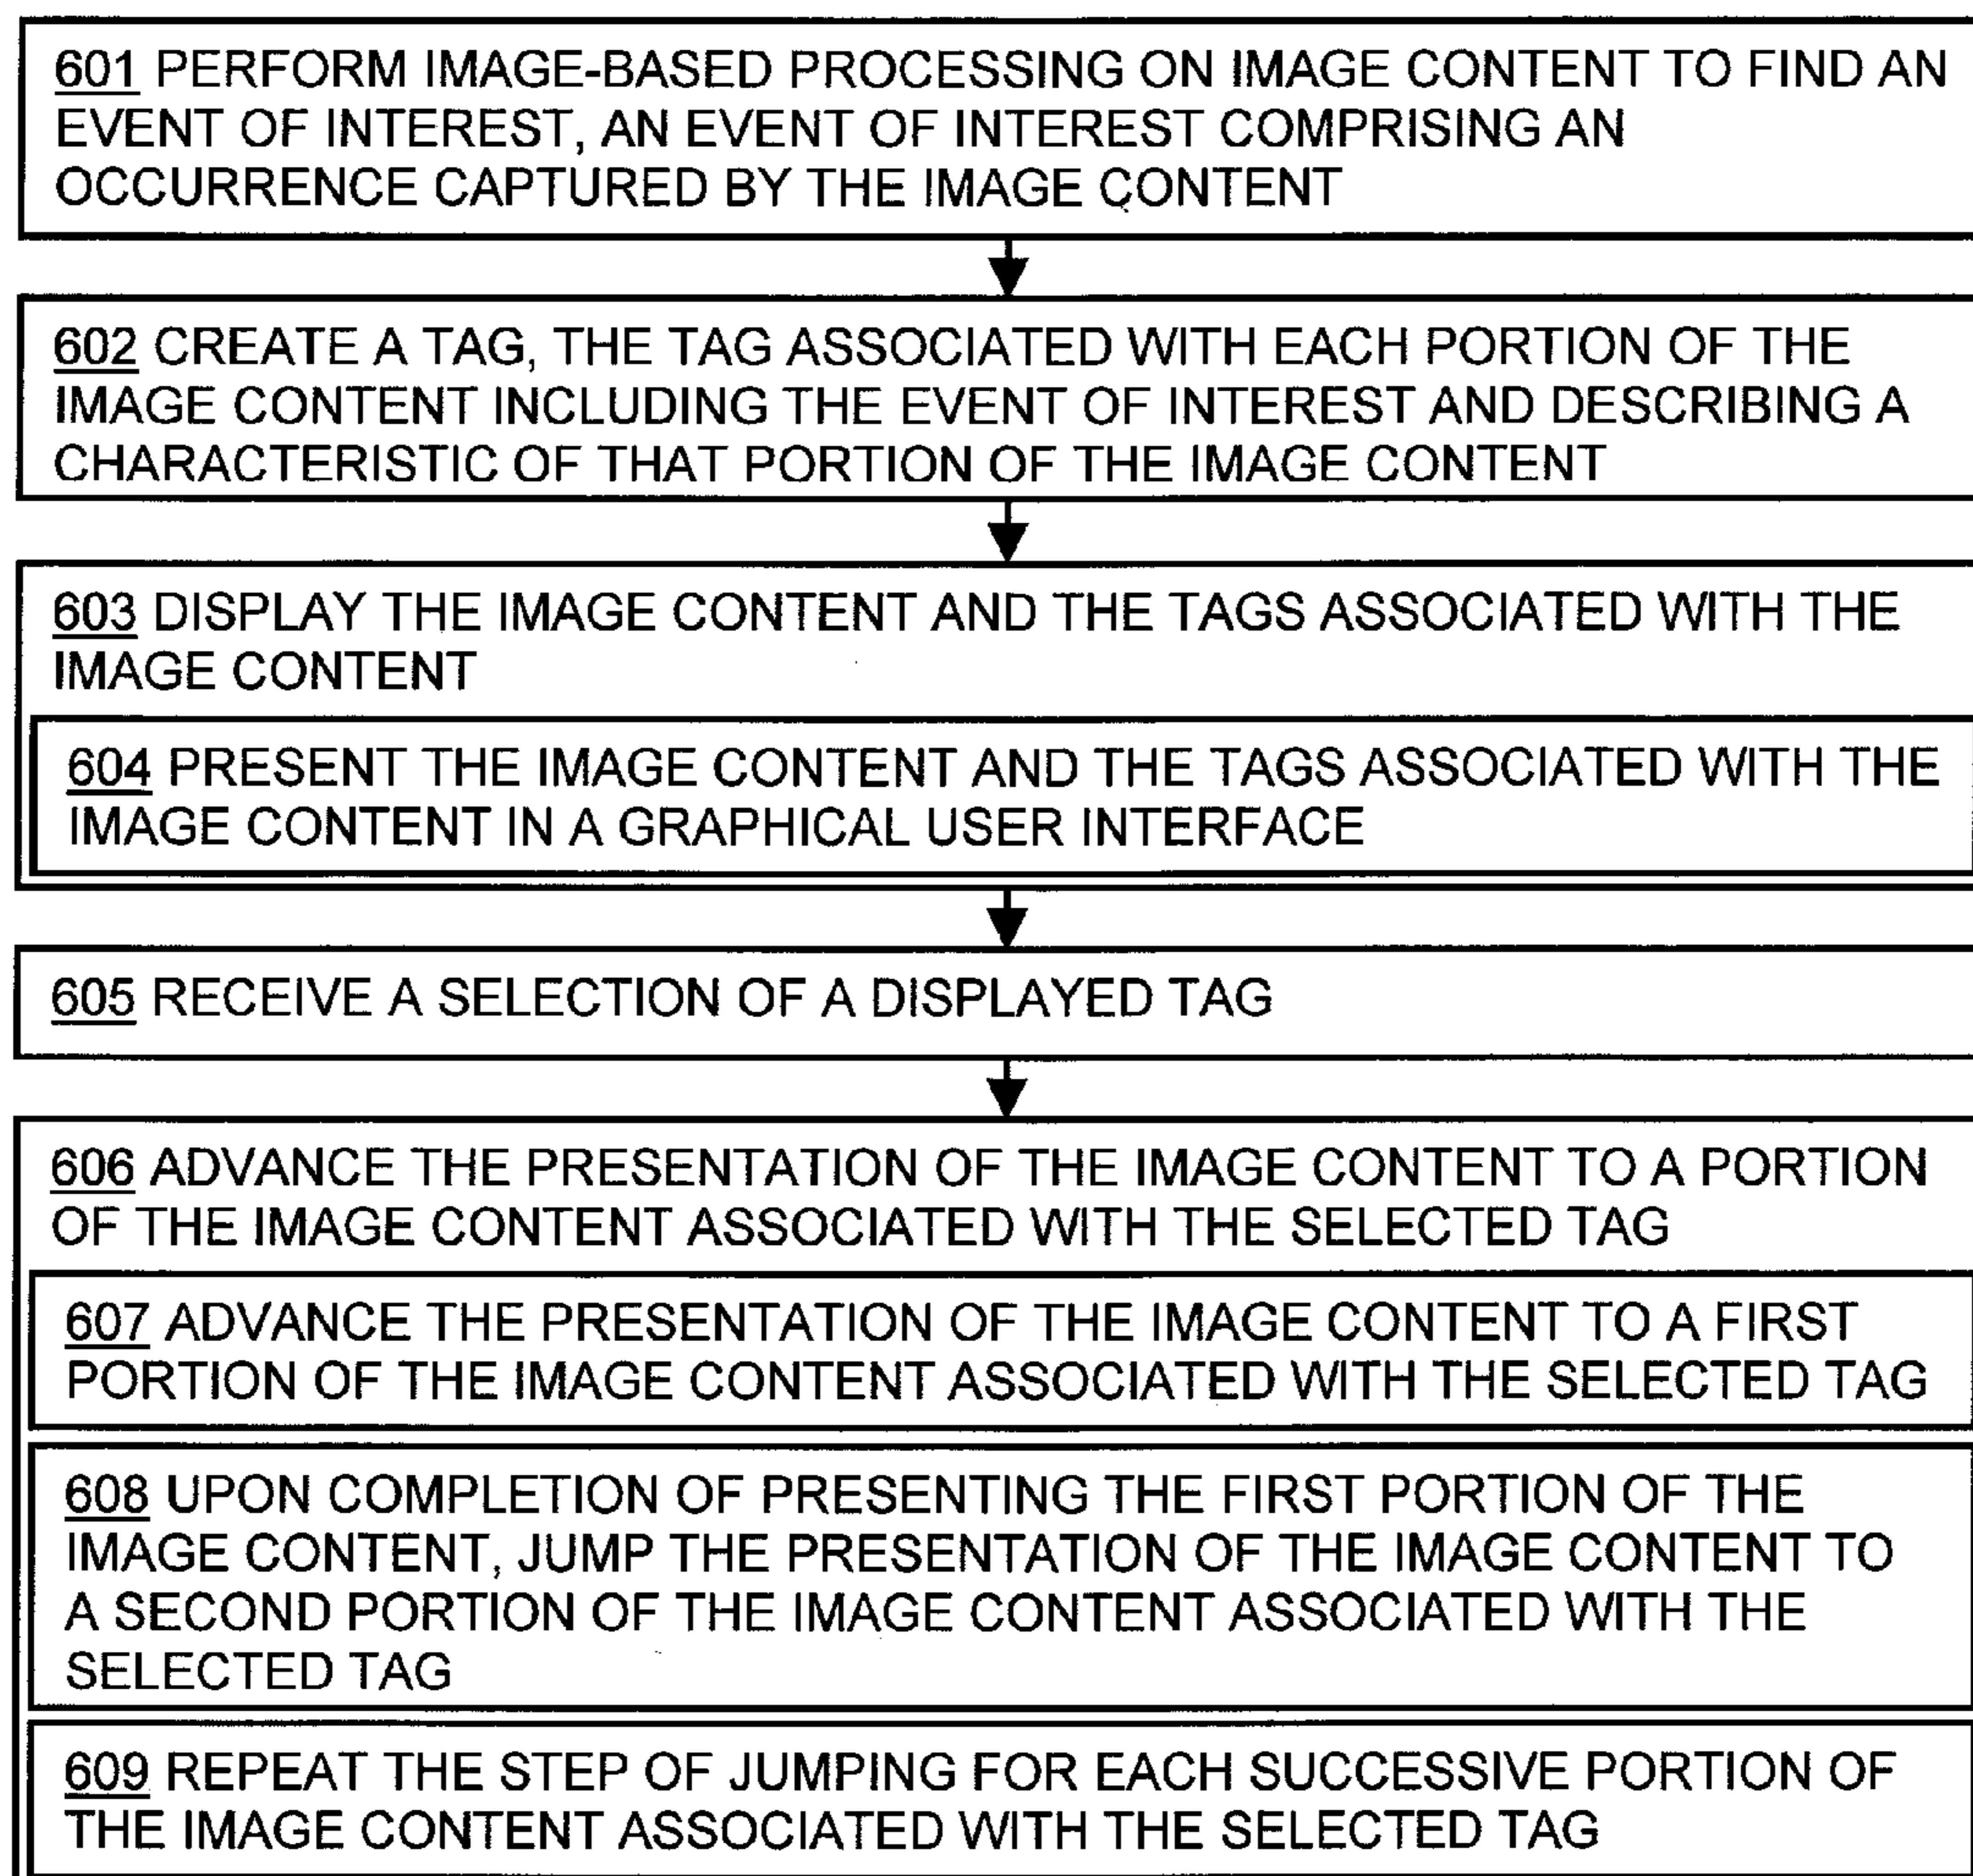 601 PERFORM IMAGE-BASED PROCESSING ON IMAGE CONTENT TO FIND AN
EVENT OF INTEREST, AN EVENT OF INTEREST COMPRISING AN
OCCURRENCE CAPTURED BY THE IMAGE CONTENT
602 CREATE A TAG, THE TAG ASSOCIATED WITH EACH PORTION OF THE
IMAGE CONTENT INCLUDING THE EVENT OF INTEREST AND DESCRIBING A
CHARACTERISTIC OF THAT PORTION OF THE IMAGE CONTENT
603 DISPLAY THE IMAGE CONTENT AND THE TAGS ASSOCIATED WITH THE
IMAGE CONTENT
604 PRESENT THE IMAGE CONTENT AND THE TAGS ASSOCIATED WITH THE
IMAGE CONTENT IN A GRAPHICAL USER INTERFACE
605 RECEIVE A SELECTION OF A DISPLAYED TAG
606 ADVANCE THE PRESENTATION OF THE IMAGE CONTENT TO A PORTION
OF THE IMAGE CONTENT ASSOCIATED WITH THE SELECTED TAG
607 ADVANCE THE PRESENTATION OF THE IMAGE CONTENT TO A FIRST
PORTION OF THE IMAGE CONTENT ASSOCIATED WITH THE SELECTED TAG
608 UPON COMPLETION OF PRESENTING THE FIRST PORTION OF THE
IMAGE CONTENT, JUMP THE PRESENTATION OF THE IMAGE CONTENT TO
A SECOND PORTION OF THE IMAGE CONTENT ASSOCIATED WITH THE
SELECTED TAG
609 REPEAT THE STEP OF JUMPING FOR EACH SUCCESSIVE PORTION OF
THE IMAGE CONTENT ASSOCIATED WITH THE SELECTED TAG